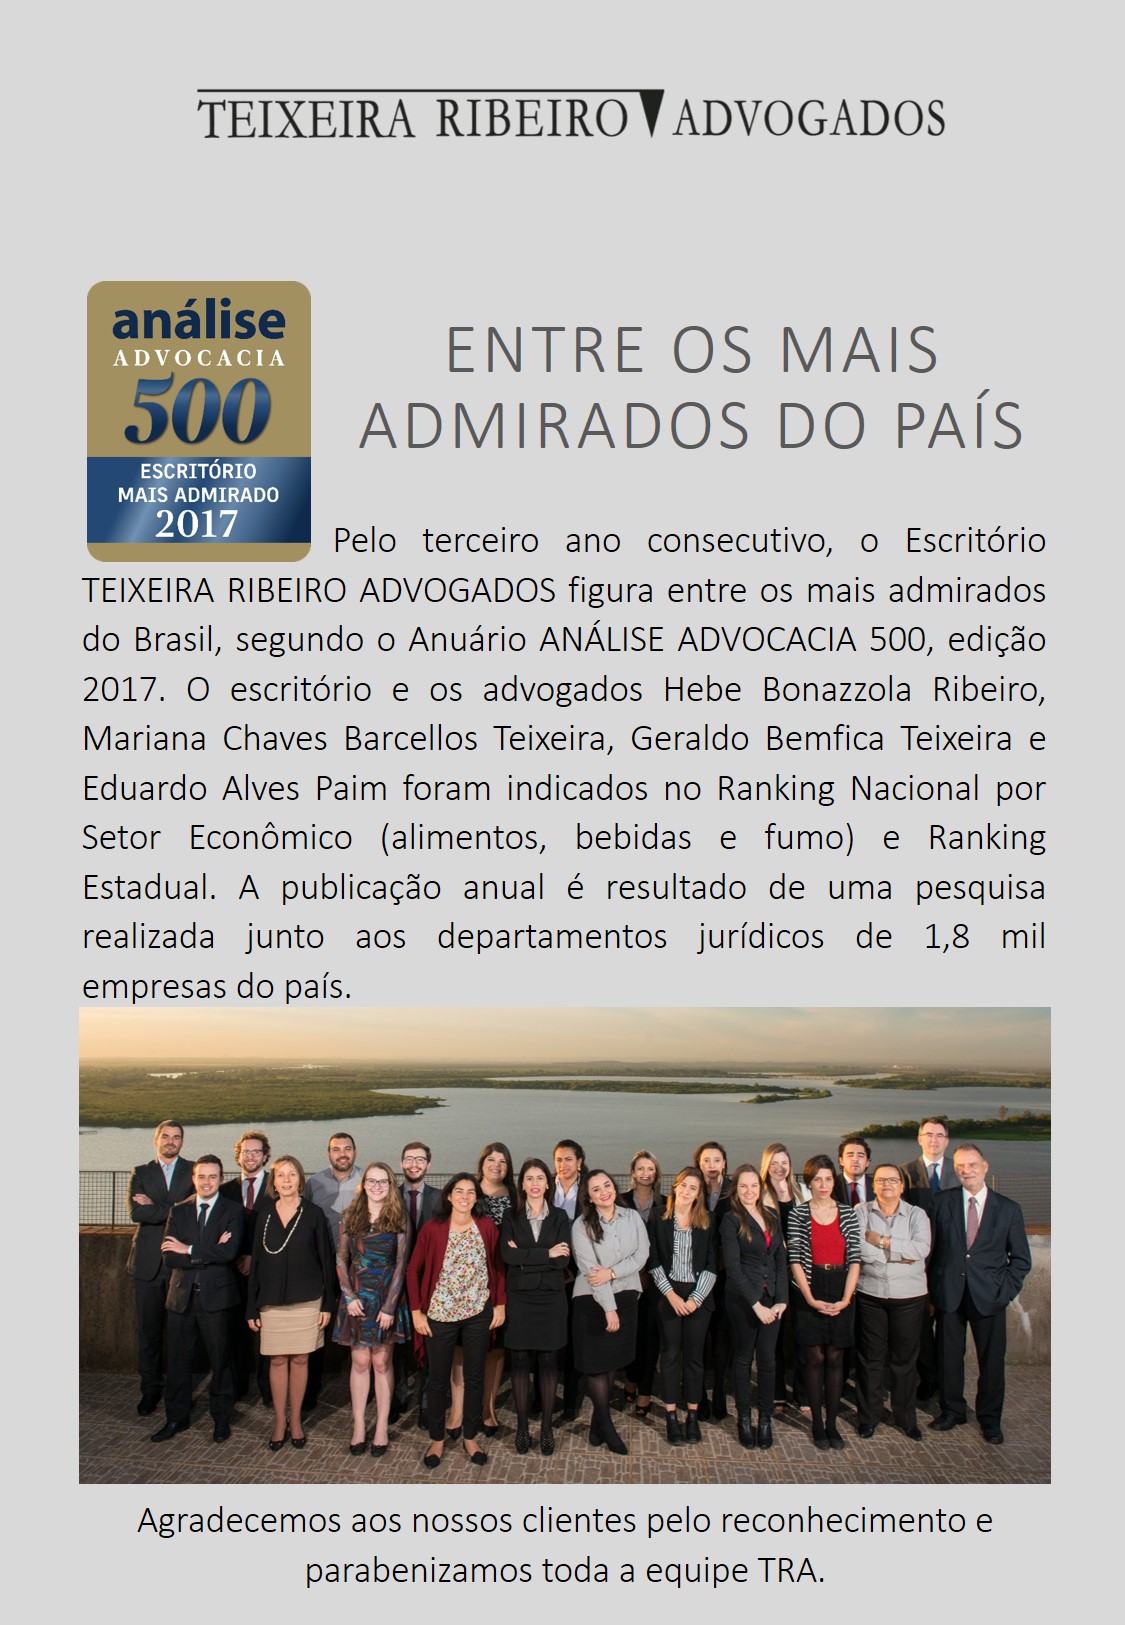 TEIXEIRA RIBEIRO ADVOGADOS
análise
ADVOCACIA
500
ESCRITÓRIO
MAIS ADMIRADO
2017
ENTRE OS MAIS
ADMIRADOS DO PAÍS
Pelo terceiro ano consecutivo, o Escritório
TEIXEIRA RIBEIRO ADVOGADOS figura entre os mais admirados
do Brasil, segundo o Anuário ANÁLISE ADVOCACIA 500, edição
2017. O escritório e os advogados Hebe Bonazzola Ribeiro,
Mariana Chaves Barcellos Teixeira, Geraldo Bemfica Teixeira e
Eduardo Alves Paim foram indicados no Ranking Nacional por
Setor Econômico (alimentos, bebidas e fumo) e Ranking
Estadual. A publicação anual é resultado de uma pesquisa
realizada junto aos departamentos jurídicos de 1,8 mil
empresas do país.
Agradecemos aos nossos clientes pelo reconhecimento e
parabenizamos toda a equipe TRA.